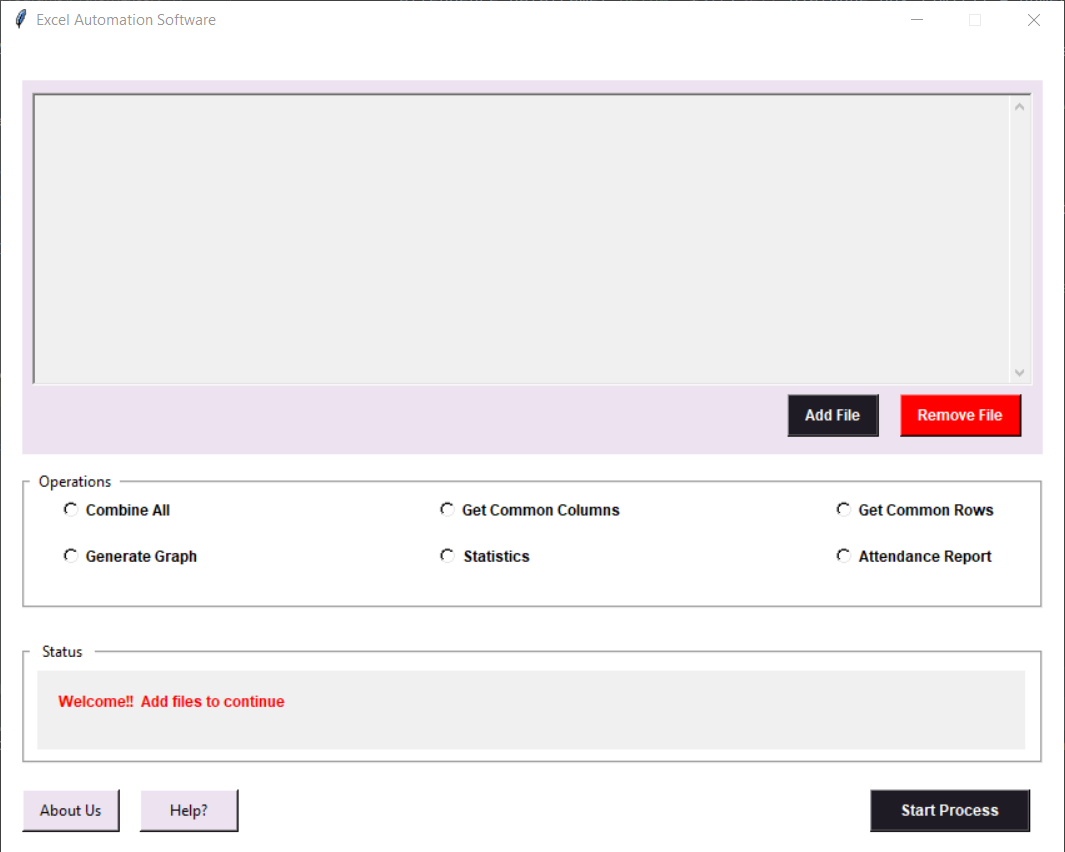 Excel Automation Software
Add File Remove File
Operations
Combine All Get Common Columns Get Common Rows
Generate Graph Statistics Attendance Report
Status
Welcome!! Add files to continue
About Us Help? Start Process